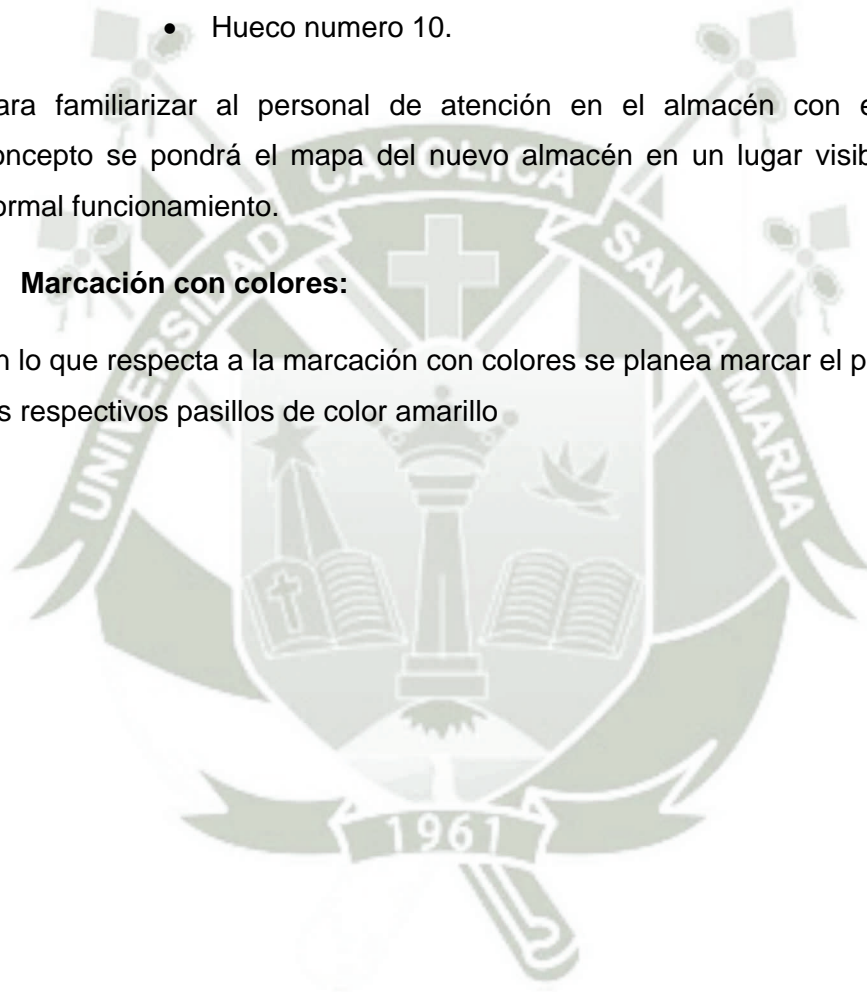 • Hueco numero 10.
ara familiarizar al personal de atención en el almacén con e
oncepto se pondrá el mapa del nuevo almacén en un lugar visib
ormal funcionamiento.
Marcación con colores:
n lo que respecta a la marcación con colores se planea marcar el p
s respectivos pasillos de color amarillo
UNIVERSIDAD CATOLICA SANTA MARIA
1961